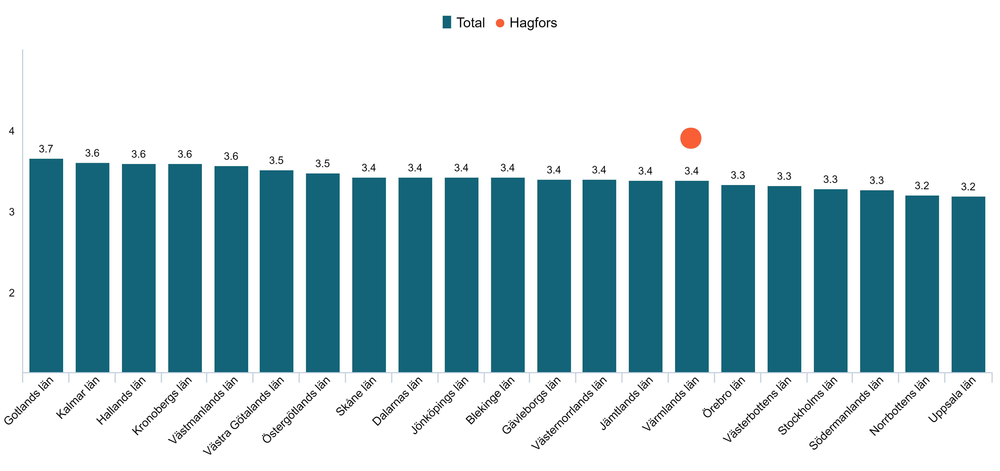 Total Hagfors
4
3
2
3.7 3.6 3.6 3.6 3.6 3.5 3.5 3.4 3.4 3.4 3.4 3.4 3.4 3.4 3.4 3.3 3.3 3.3 3.3 3.2 3.2
Gotlands län
Kalmar län
Hallands län
Kronobergs län
Västmanlands län
Västra Götalands län
Östergötlands län
Skåne län
Dalarnas län
Jönköpings län
Blekinge län
Gävleborgs län
Västernorrlands län
Jämtlands län
Värmlands län
Örebro län
Västerbottens län
Stockholms län
Södermanlands län
Norrbottens län
Uppsala län